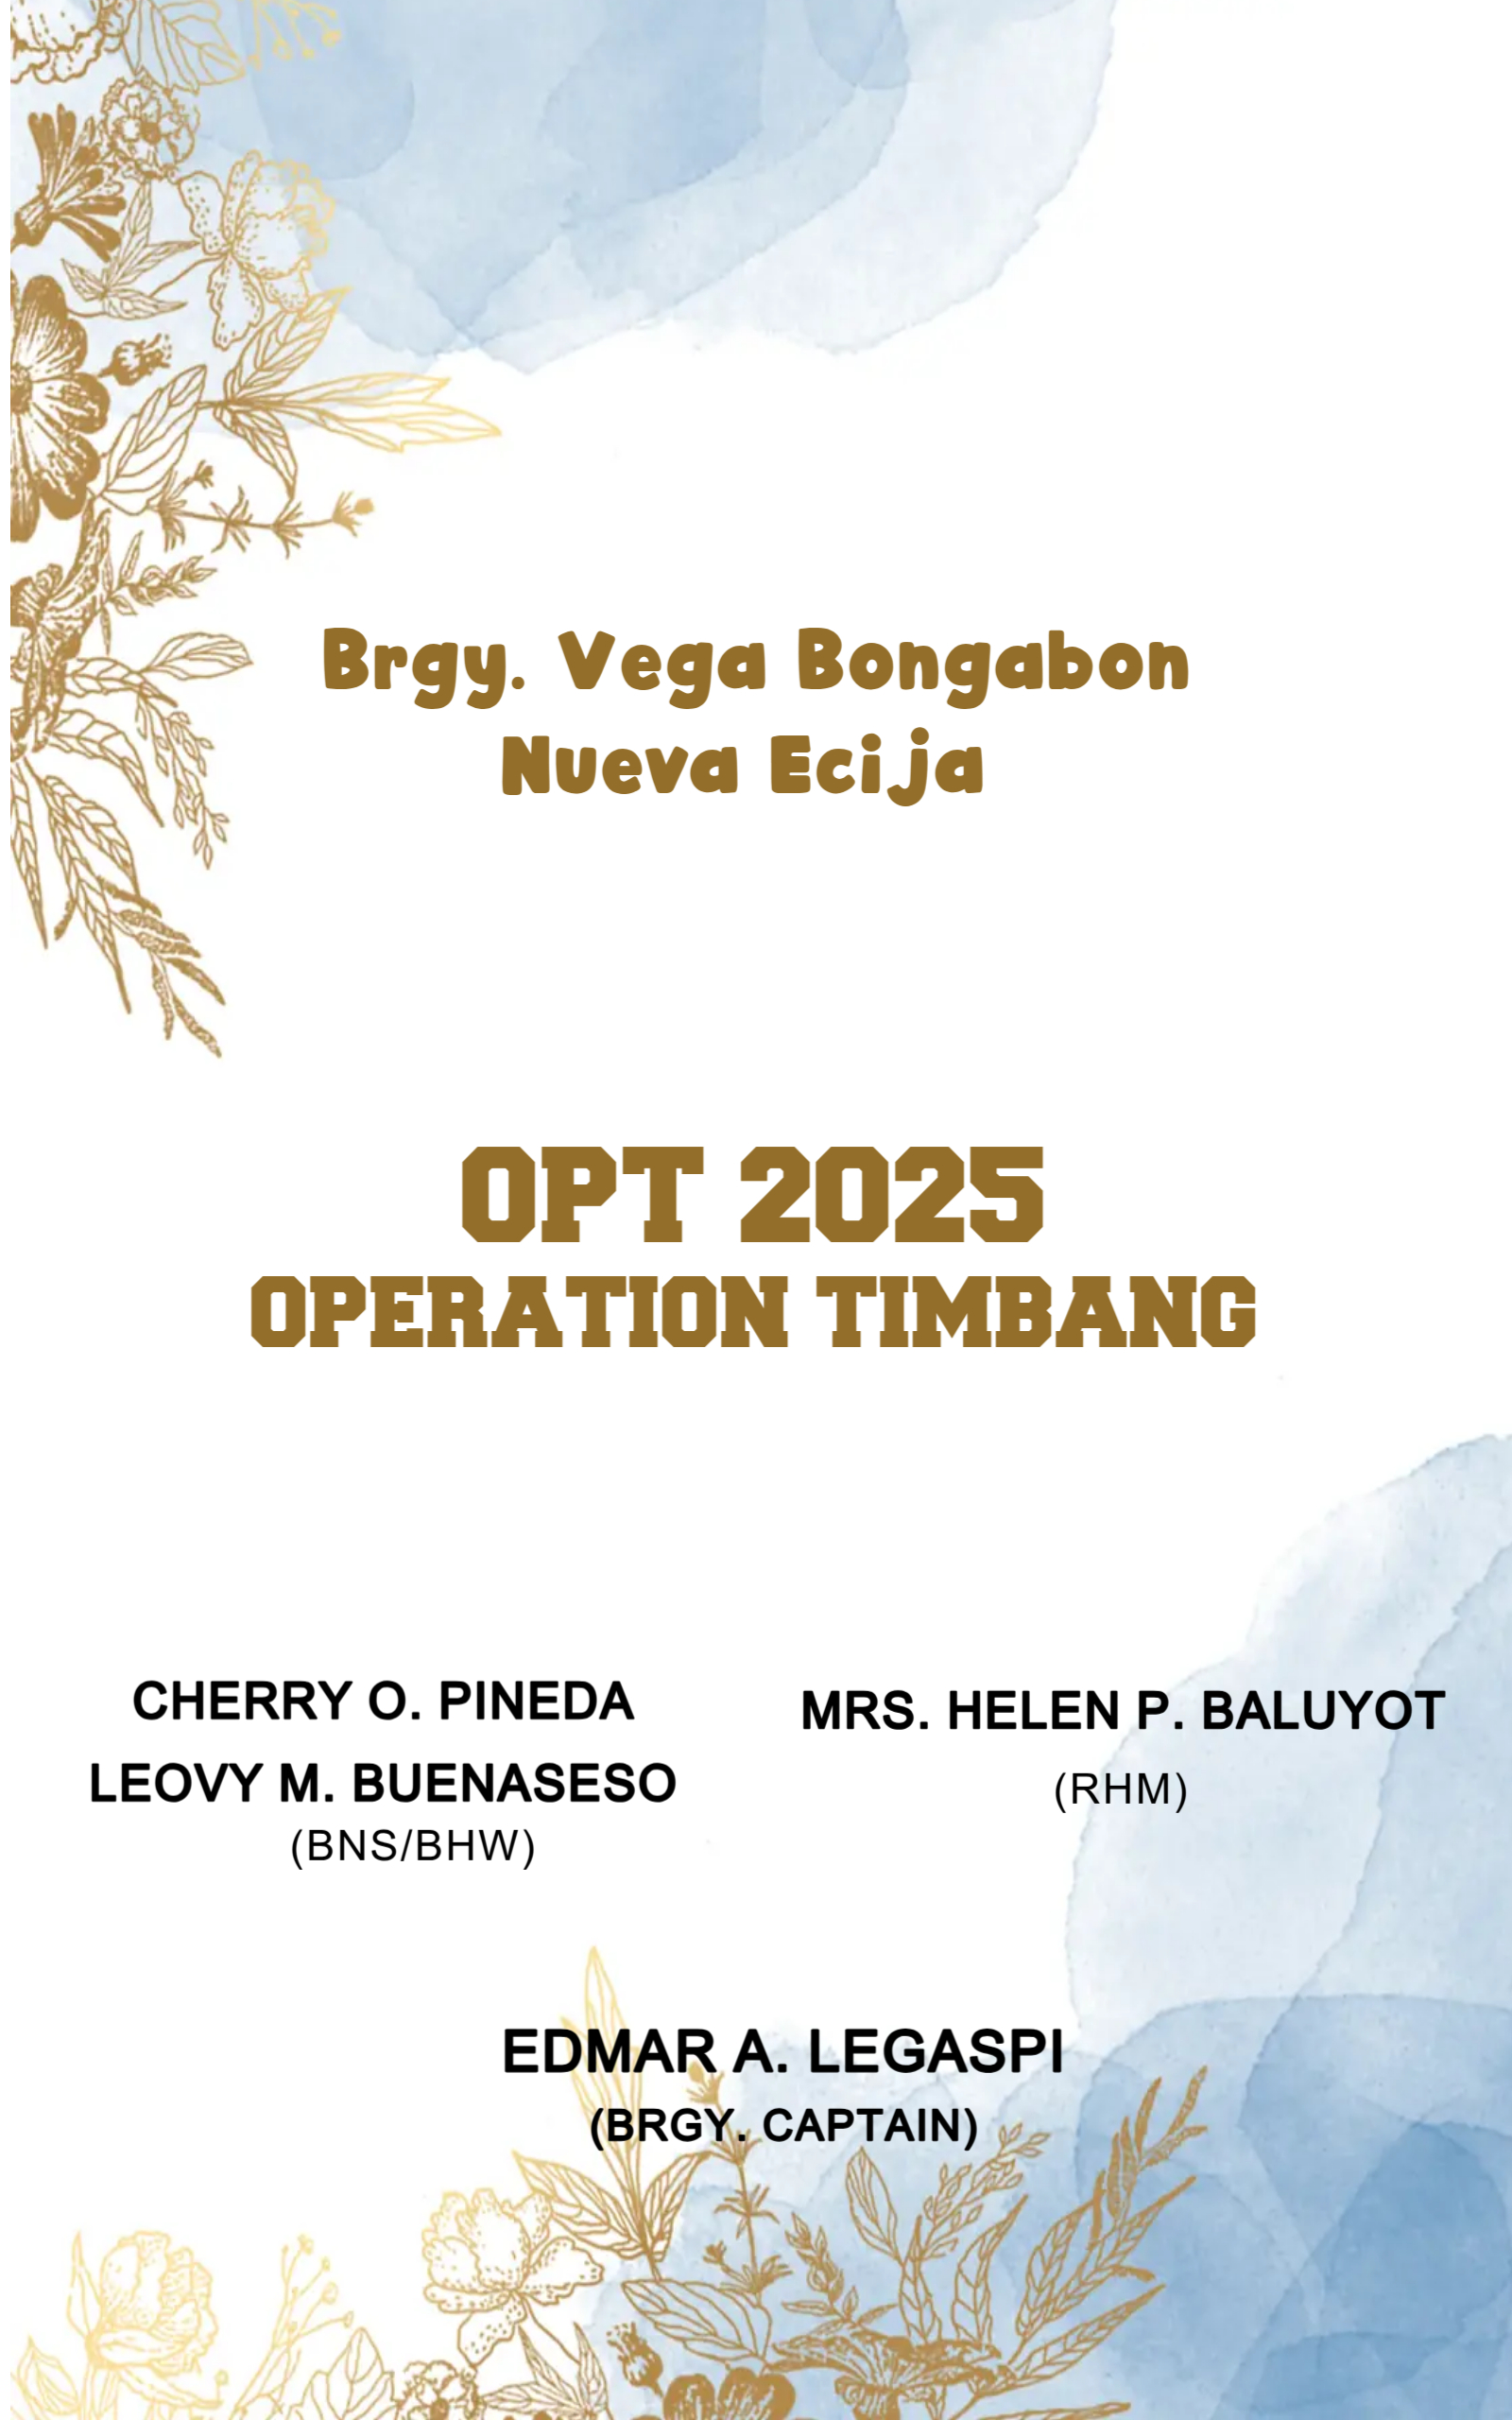 Brgy. Vega Bongabon
Nueva Ecija
OPT 2025
OPERATION TIMBANG
CHERRY O. PINEDA
LEOVY M. BUENASESO
(BNS/BHW)
MRS. HELEN P. BALUYOT
(RHM)
EDMAR A. LEGASPI
(BRGY. CAPTAIN)